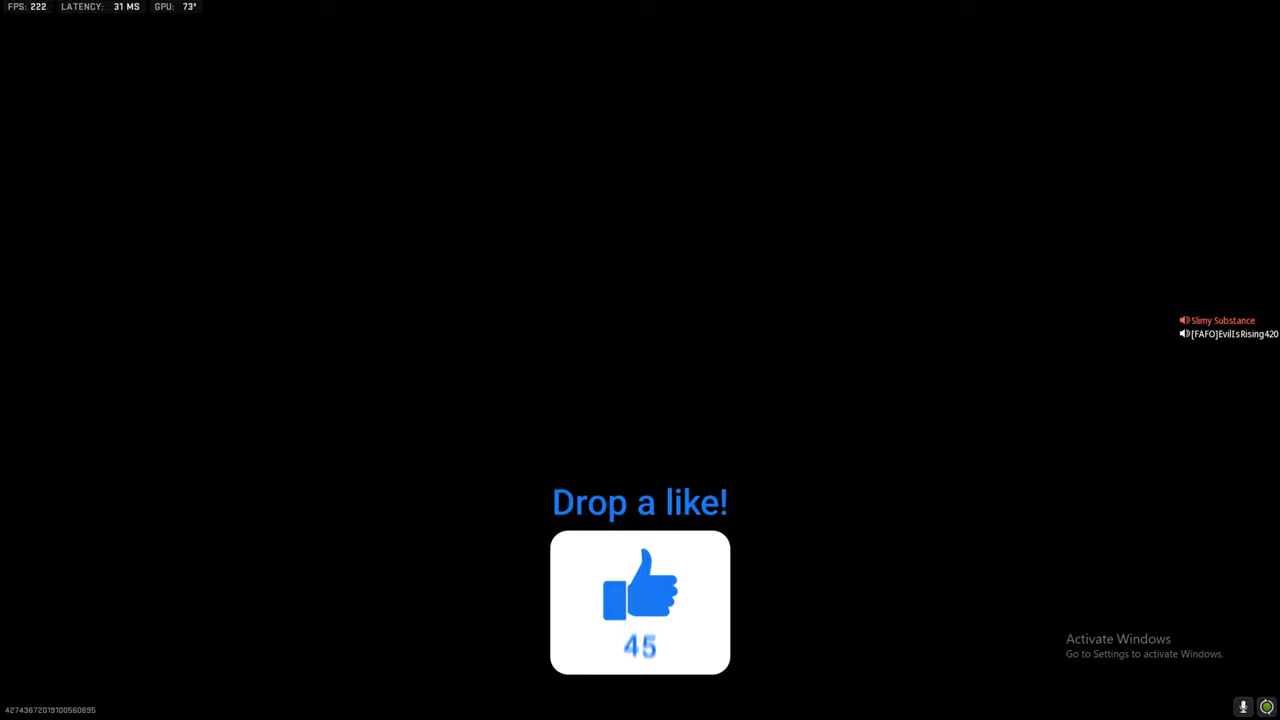 FPS: 222 LATENCY: 31 MS GPU: 73°
Slimy Substance
[FAFO]EvilIsRising420
Drop a like!
45
Activate Windows
Go to Settings to activate Windows.
42743672019100560695